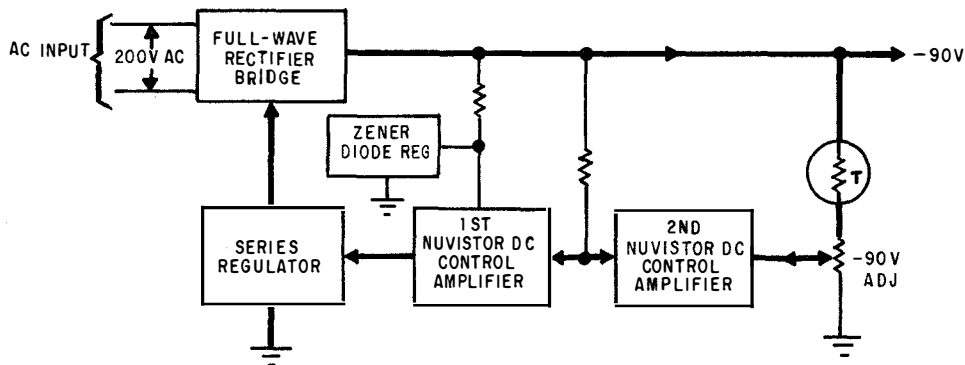 AC INPUT
200V AC
FULL-WAVE
RECTIFIER
BRIDGE
-90V
ZENER
DIODE REG
T
SERIES
REGULATOR
1ST
NUVISTOR DC
CONTROL
AMPLIFIER
2ND
NUVISTOR DC
CONTROL
AMPLIFIER
-90V
ADJ